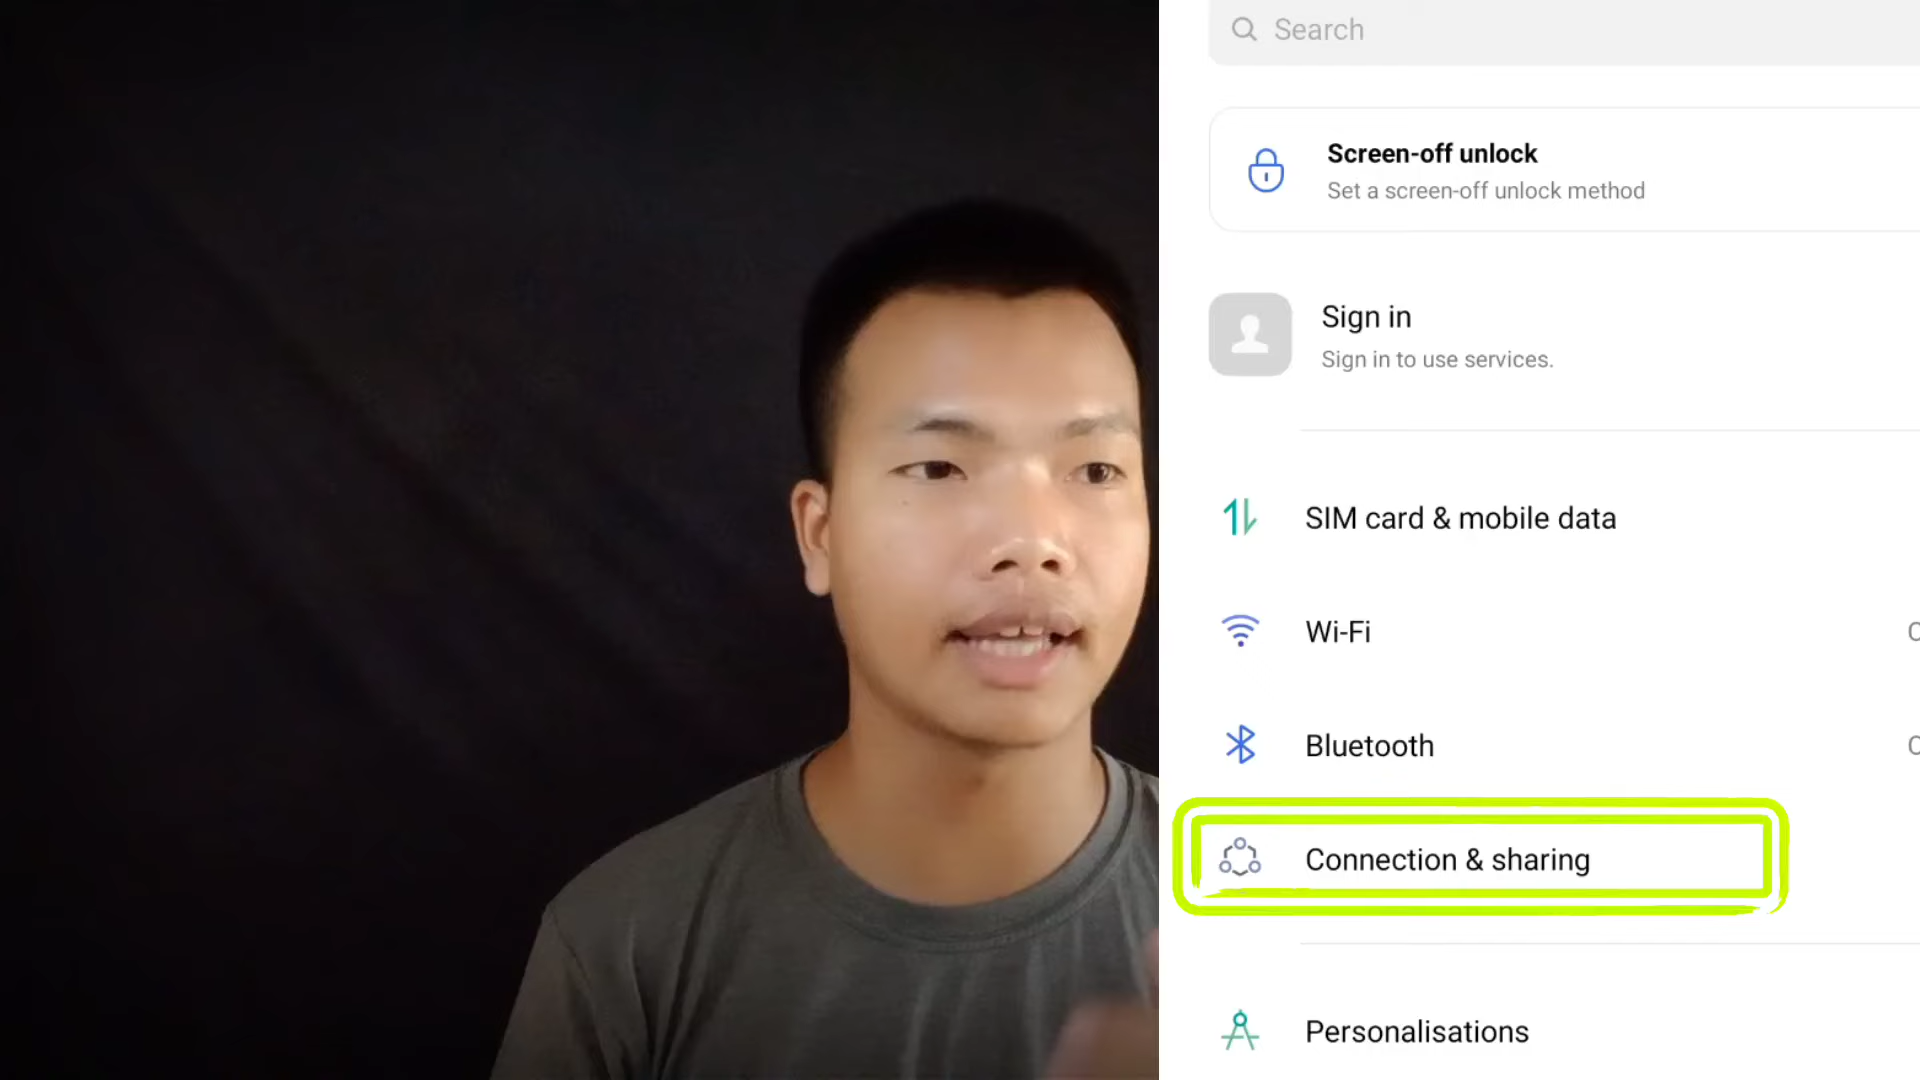 Search
Screen-off unlock
Set a screen-off unlock method
Sign in
Sign in to use services.
SIM card & mobile data
Wi-Fi
Bluetooth
Connection & sharing
Personalisations